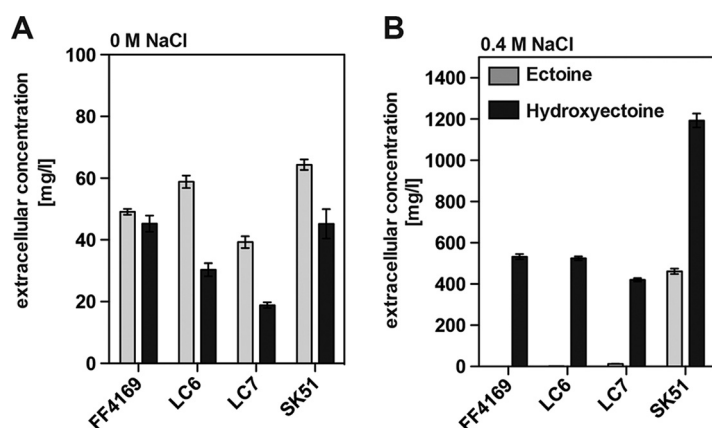 A
0 M NaCl
extracellular concentration
[mg/l]
100
80
60
40
20
0
FF4169
LC6
LC7
SK51
B
0.4 M NaCl
Ectoine
Hydroxyectoine
extracellular concentration
[mg/l]
1400
1200
1000
800
600
400
200
0
FF4169
LC6
LC7
SK51